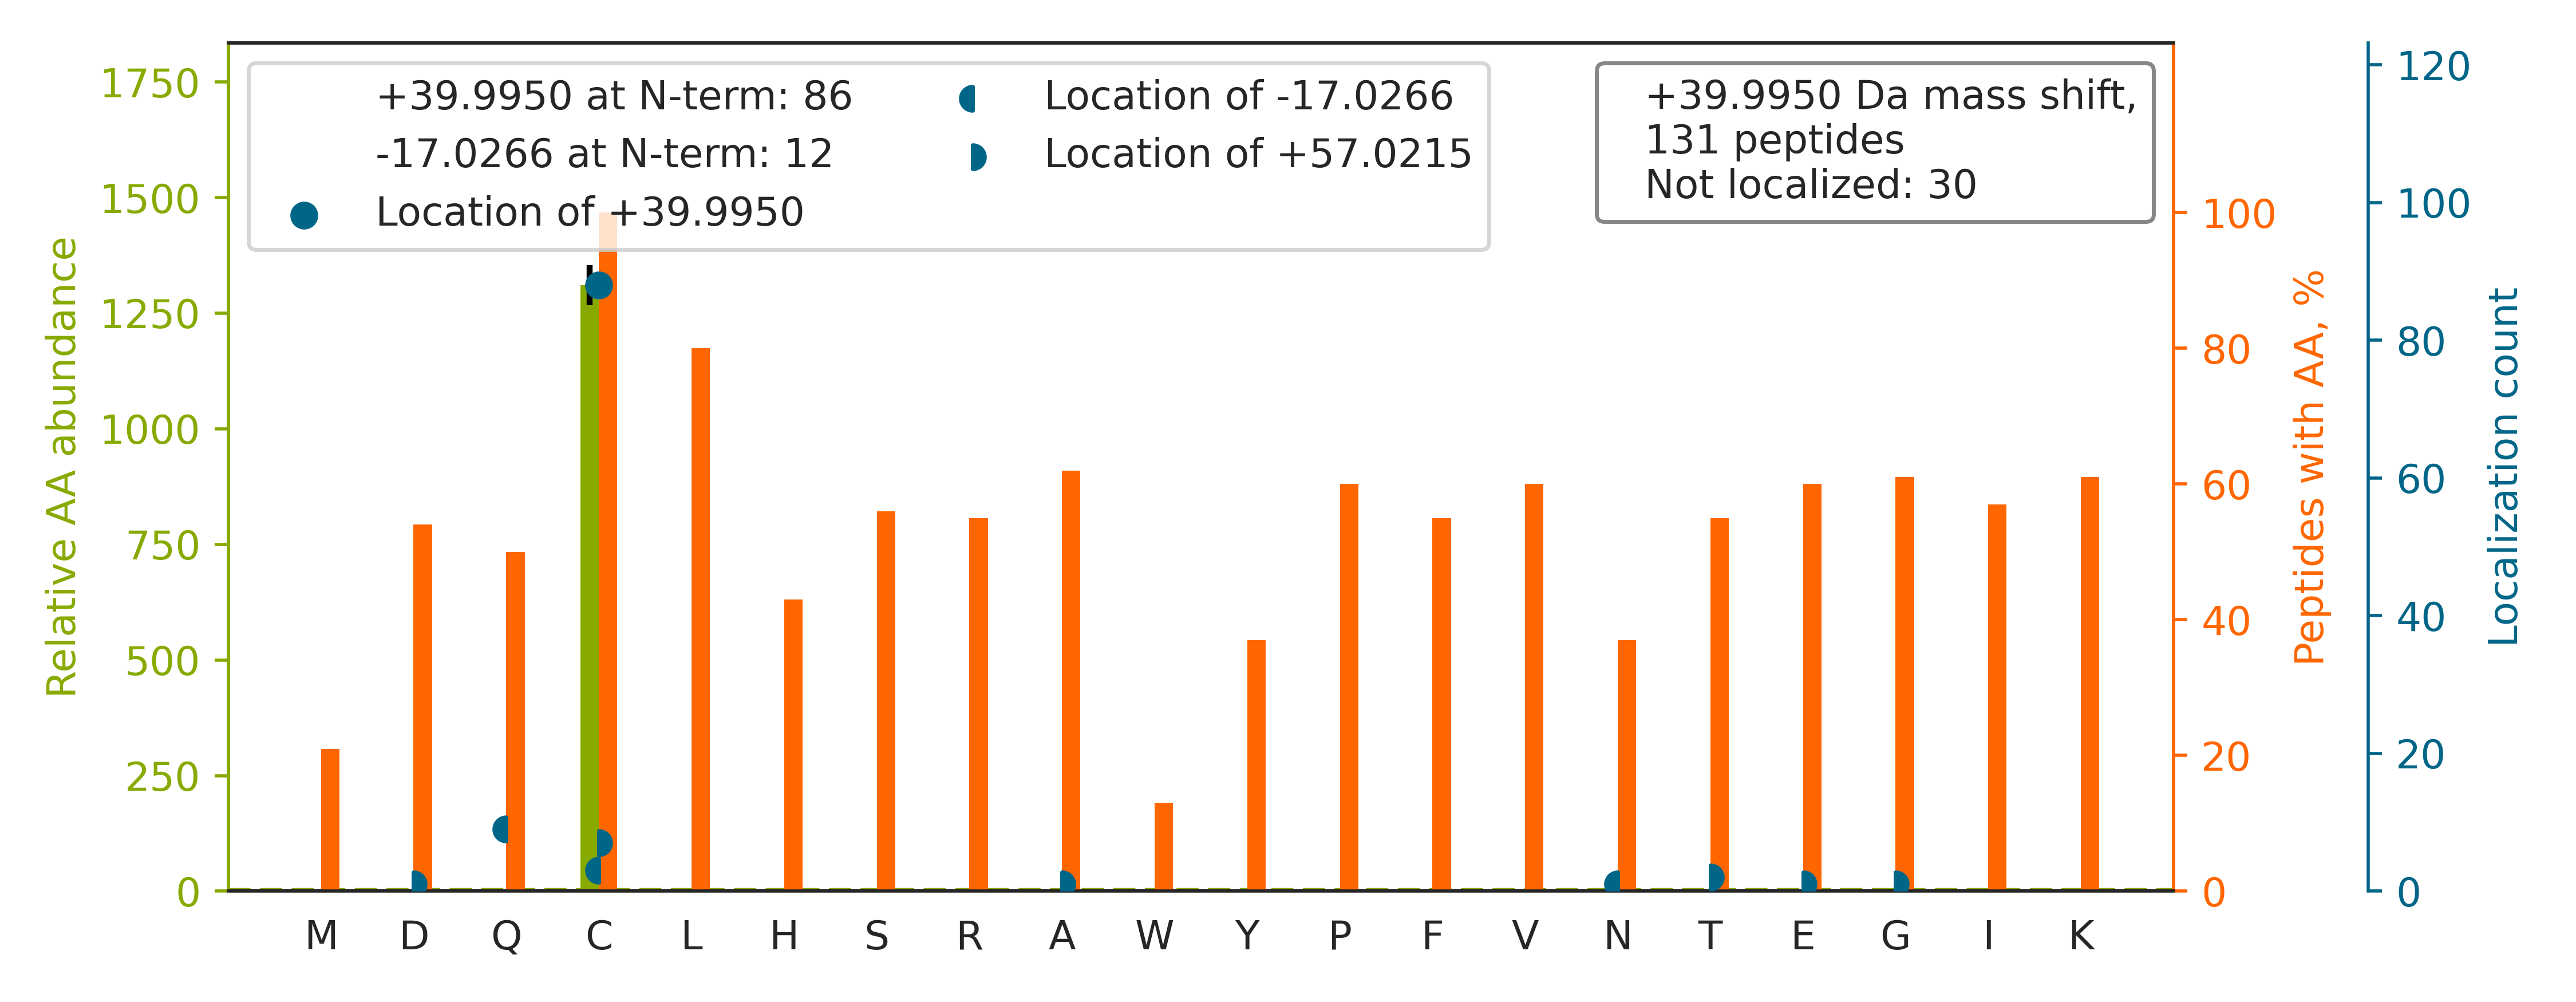 +39.9950 at N-term: 86
-17.0266 at N-term: 12
Location of +39.9950
Location of -17.0266
Location of +57.0215
+39.9950 Da mass shift,
131 peptides
Not localized: 30
Relative AA abundance
1750
1500
1250
1000
750
500
250
0
M D Q C L H S R A W Y P F V N T E G I K
100
80
60
40
20
0
Peptides with AA, %
120
100
80
60
40
20
0
Localization count